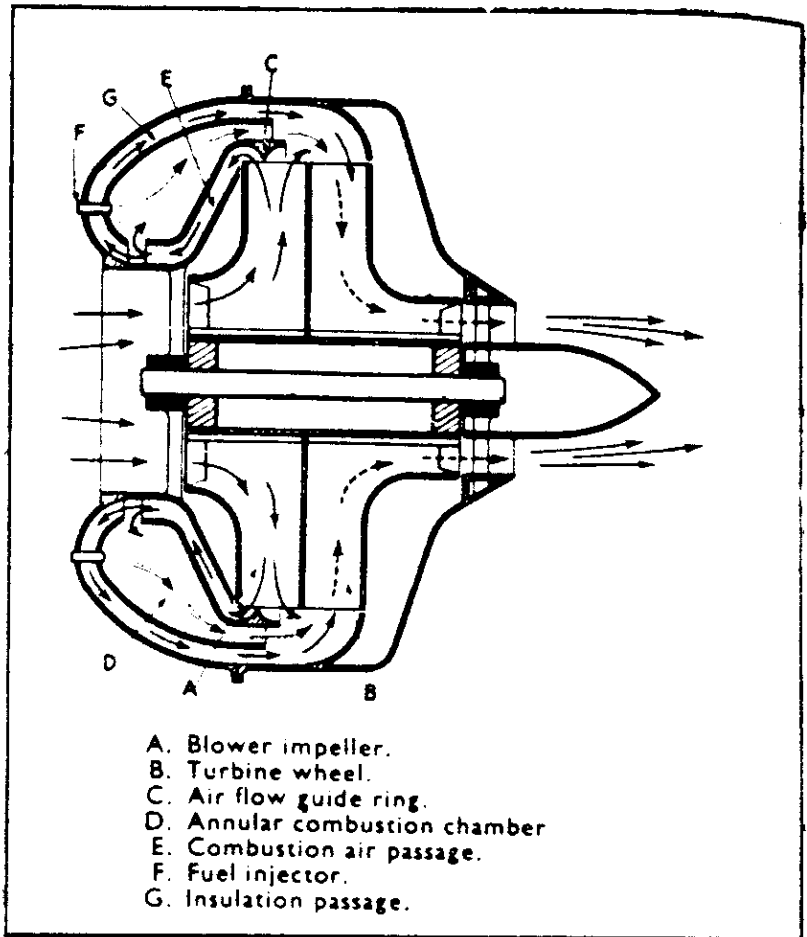 C
E
G
F
D
A
B
A. Blower impeller.
B. Turbine wheel.
C. Air flow guide ring.
D. Annular combustion chamber
E. Combustion air passage.
F. Fuel injector.
G. Insulation passage.